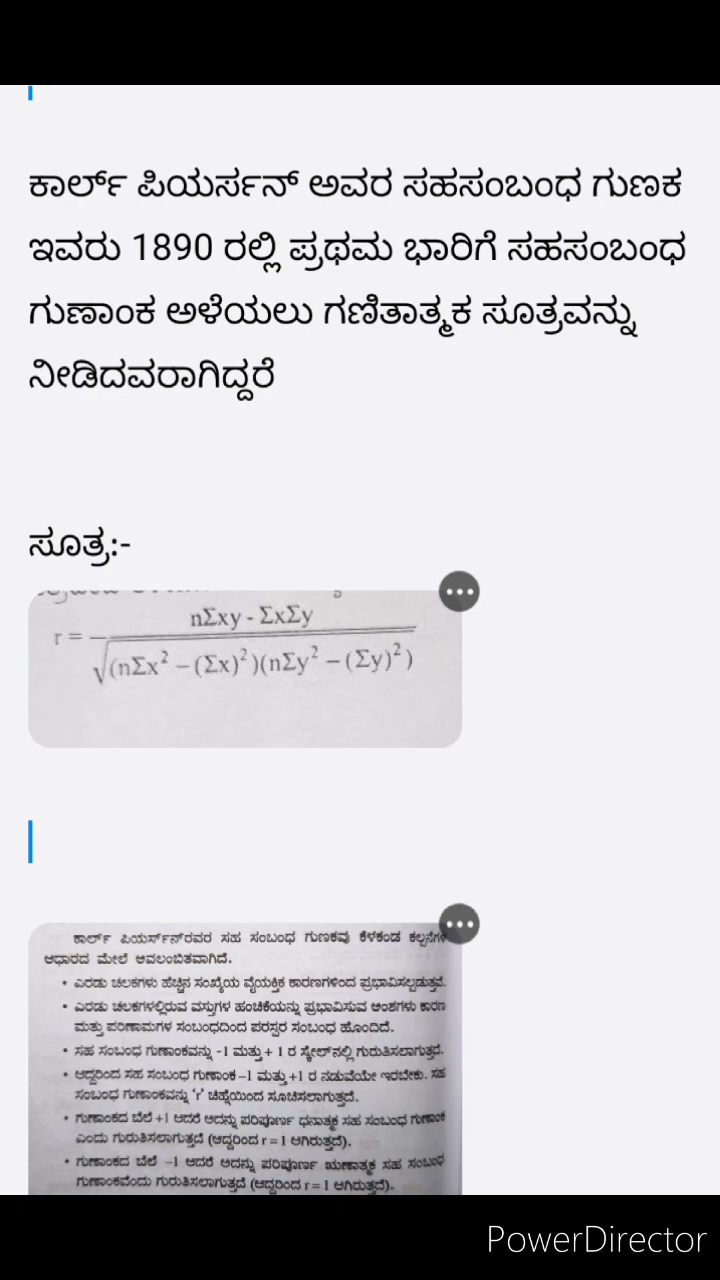 ಕಾರ್ಲ್ ಪಿಯರ್ಸನ್ ಅವರ ಸಹಸಂಬಂಧ ಗುಣಕ
ಇವರು 1890 ರಲ್ಲಿ ಪ್ರಥಮ ಭಾರಿಗೆ ಸಹಸಂಬಂಧ
ಗುಣಾಂಕ ಅಳೆಯಲು ಗಣಿತಾತ್ಮಕ ಸೂತ್ರವನ್ನು
ನೀಡಿದವರಾಗಿದ್ದರೆ
ಸೂತ್ರ:-
nΣxy - ΣxΣy
r =
√(nΣx² – (Σx)²)(nΣy² – (Σy)²)
ಕಾರ್ಲ್ ಪಿಯರ್ಸ್‌ನ್‌ರವರ ಸಹ ಸಂಬಂಧ ಗುಣಕವು ಕೆಳಕಂಡ ಕಲ್ಪನೆಗಳ
ಆಧಾರದ ಮೇಲೆ ಅವಲಂಬಿತವಾಗಿದೆ.
• ಎರಡು ಚಲಕಗಳು ಹೆಚ್ಚಿನ ಸಂಖ್ಯೆಯ ವೈಯಕ್ತಿಕ ಕಾರಣಗಳಿಂದ ಪ್ರಭಾವಿಸಲ್ಪಡುತ್ತವೆ.
• ಎರಡು ಚಲಕಗಳಲ್ಲಿರುವ ವಸ್ತುಗಳ ಹಂಚಿಕೆಯನ್ನು ಪ್ರಭಾವಿಸುವ ಅಂಶಗಳು ಕಾರಣ
ಮತ್ತು ಪರಿಣಾಮಗಳ ಸಂಬಂಧದಿಂದ ಪರಸ್ಪರ ಸಂಬಂಧ ಹೊಂದಿದೆ.
• ಸಹ ಸಂಬಂಧ ಗುಣಾಂಕವನ್ನು -1 ಮತ್ತು + 1 ರ ಸ್ಕೇಲ್‌ನಲ್ಲಿ ಗುರುತಿಸಲಾಗುತ್ತದೆ.
• ಆದ್ದರಿಂದ ಸಹ ಸಂಬಂಧ ಗುಣಾಂಕ –1 ಮತ್ತು +1 ರ ನಡುವೆಯೇ ಇರಬೇಕು. ಸಹ
ಸಂಬಂಧ ಗುಣಾಂಕವನ್ನು 'r' ಚಿಹ್ನೆಯಿಂದ ಸೂಚಿಸಲಾಗುತ್ತದೆ.
• ಗುಣಾಂಕದ ಬೆಲೆ +1 ಆದರೆ ಅದನ್ನು ಪರಿಪೂರ್ಣ ಧನಾತ್ಮಕ ಸಹ ಸಂಬಂಧ ಗುಣಾಂಕ
ಎಂದು ಗುರುತಿಸಲಾಗುತ್ತದೆ (ಆದ್ದರಿಂದ r = 1 ಆಗಿರುತ್ತದೆ).
• ಗುಣಾಂಕದ ಬೆಲೆ –1 ಆದರೆ ಅದನ್ನು ಪರಿಪೂರ್ಣ ಋಣಾತ್ಮಕ ಸಹ ಸಂಬಂಧ
ಗುಣಾಂಕವೆಂದು ಗುರುತಿಸಲಾಗುತ್ತದೆ (ಆದ್ದರಿಂದ r = 1 ಆಗಿರುತ್ತದೆ).
PowerDirector